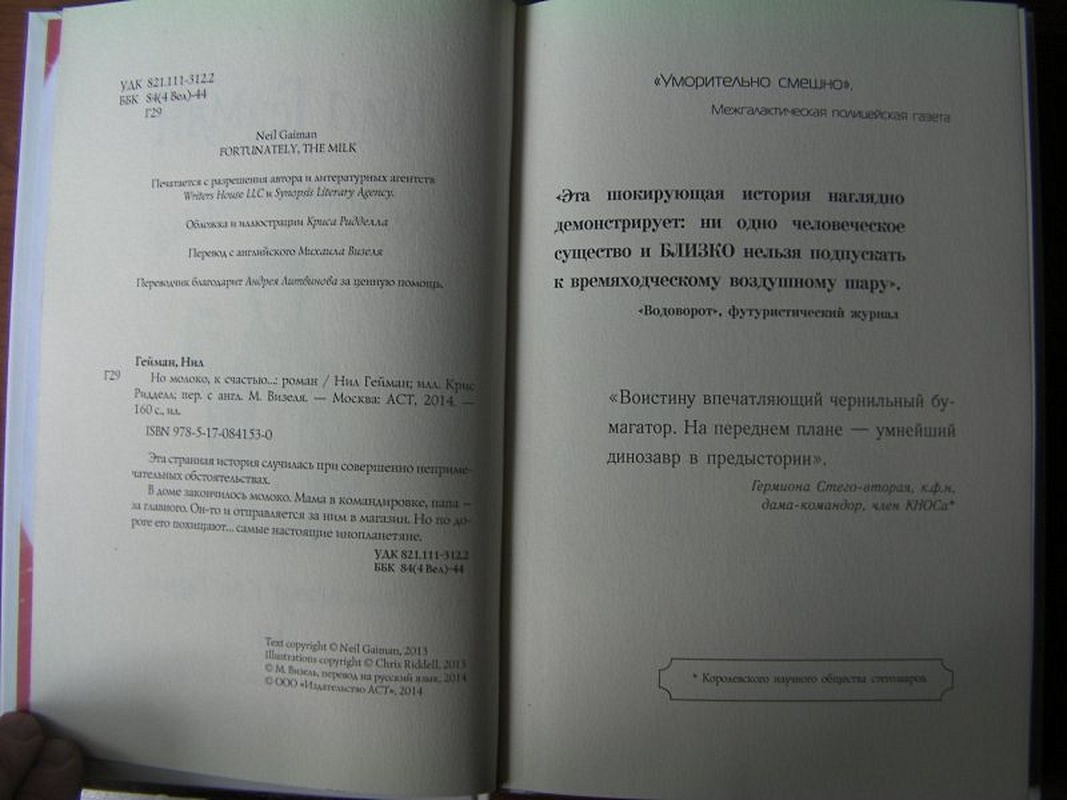 УДК 821.111-312.2
ББК 84(4 Вел)-44
Г29
Neil Gaiman
FORTUNATELY, THE MILK
Печатается с разрешения автора и литературных агентств
Writers House LLC и Synopsis Literary Agency.
Обложка и иллюстрации Криса Ридделла
Перевод с английского Михаила Визеля
Переводчик благодарит Андрея Литвинова за ценную помощь.
Гейман, Нил
Г29 Но молоко, к счастью...: роман / Нил Гейман; илл. Крис
Ридделл; пер. с англ. М. Визеля. — Москва: АСТ, 2014. —
160 с., ил.
ISBN 978-5-17-084153-0
Эта странная история случилась при совершенно неприме-
чательных обстоятельствах.
В доме закончилось молоко. Мама в командировке, папа —
за главного. Он-то и отправляется за ним в магазин. Но по до-
роге его похищают... самые настоящие инопланетяне.
УДК 821.111-312.2
ББК 84(4 Вел)-44
Text copyright © Neil Gaiman, 2013
Illustrations copyright © Chris Riddell, 2013
© М. Визель, перевод на русский язык, 2014
© ООО «Издательство АСТ», 2014
«Уморительно смешно».
Межгалактическая полицейская газета
«Эта шокирующая история наглядно
демонстрирует: ни одно человеческое
существо и БЛИЗКО нельзя подпускать
к времяходческому воздушному шару».
«Водоворот», футуристический журнал
«Воистину впечатляющий чернильный бу-
магатор. На переднем плане — умнейший
динозавр в предыстории».
Гермиона Стего-вторая, к.ф.н,
дама-командор, член КНОСа*
* Королевского научного общества стегозавров